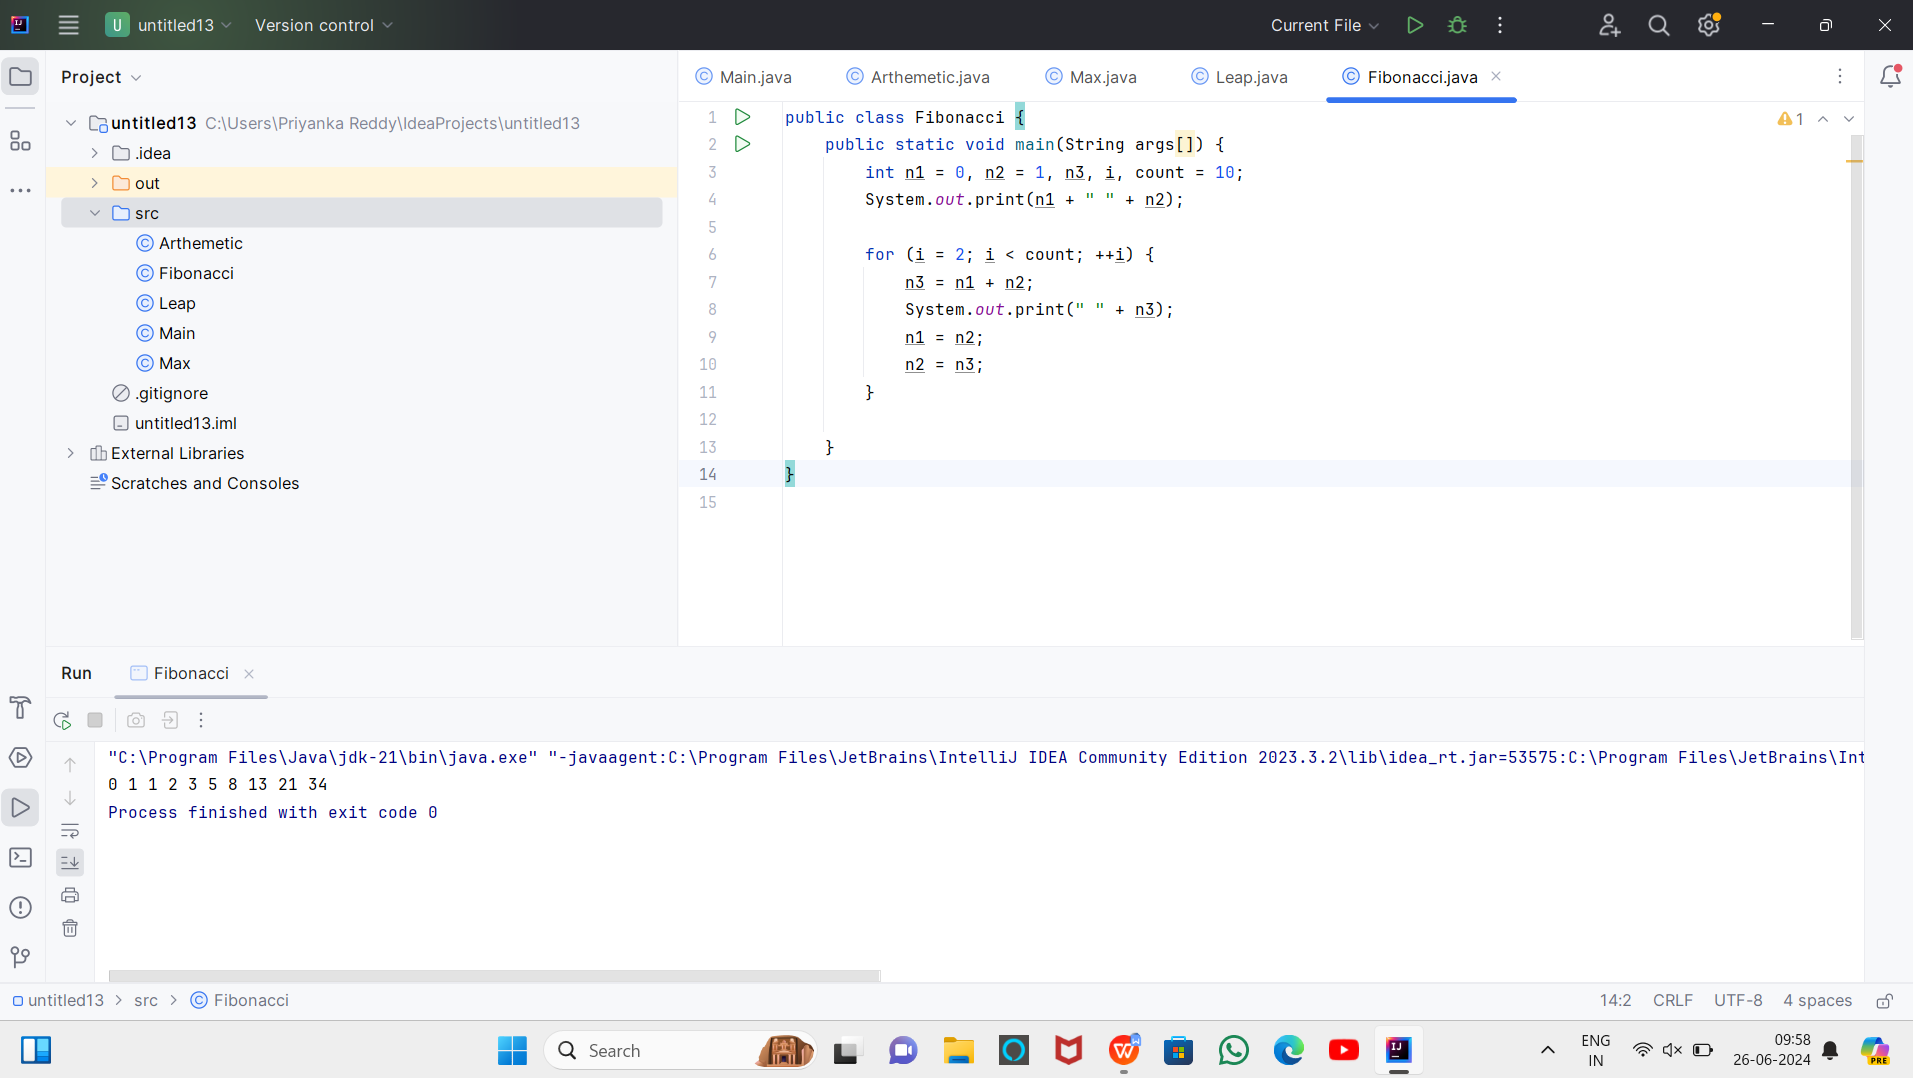 U untitled13 Version control Current File
Project
untitled13 C:\Users\Priyanka Reddy\IdeaProjects\untitled13
.idea
out
src
Arthemetic
Fibonacci
Leap
Main
Max
.gitignore
untitled13.iml
External Libraries
Scratches and Consoles
Main.java Arthemetic.java Max.java Leap.java Fibonacci.java
1 public class Fibonacci {
2 public static void main(String args[]) {
3 int n1 = 0, n2 = 1, n3, i, count = 10;
4 System.out.print(n1 + " " + n2);
5
6 for (i = 2; i < count; ++i) {
7 n3 = n1 + n2;
8 System.out.print(" " + n3);
9 n1 = n2;
10 n2 = n3;
11 }
12
13 }
14 }
15
1
Run Fibonacci
"C:\Program Files\Java\jdk-21\bin\java.exe" "-javaagent:C:\Program Files\JetBrains\IntelliJ IDEA Community Edition 2023.3.2\lib\idea_rt.jar=53575:C:\Program Files\JetBrains\Int
0 1 1 2 3 5 8 13 21 34
Process finished with exit code 0
untitled13 > src > Fibonacci 14:2 CRLF UTF-8 4 spaces
Search
ENG
IN
09:58
26-06-2024
PRE